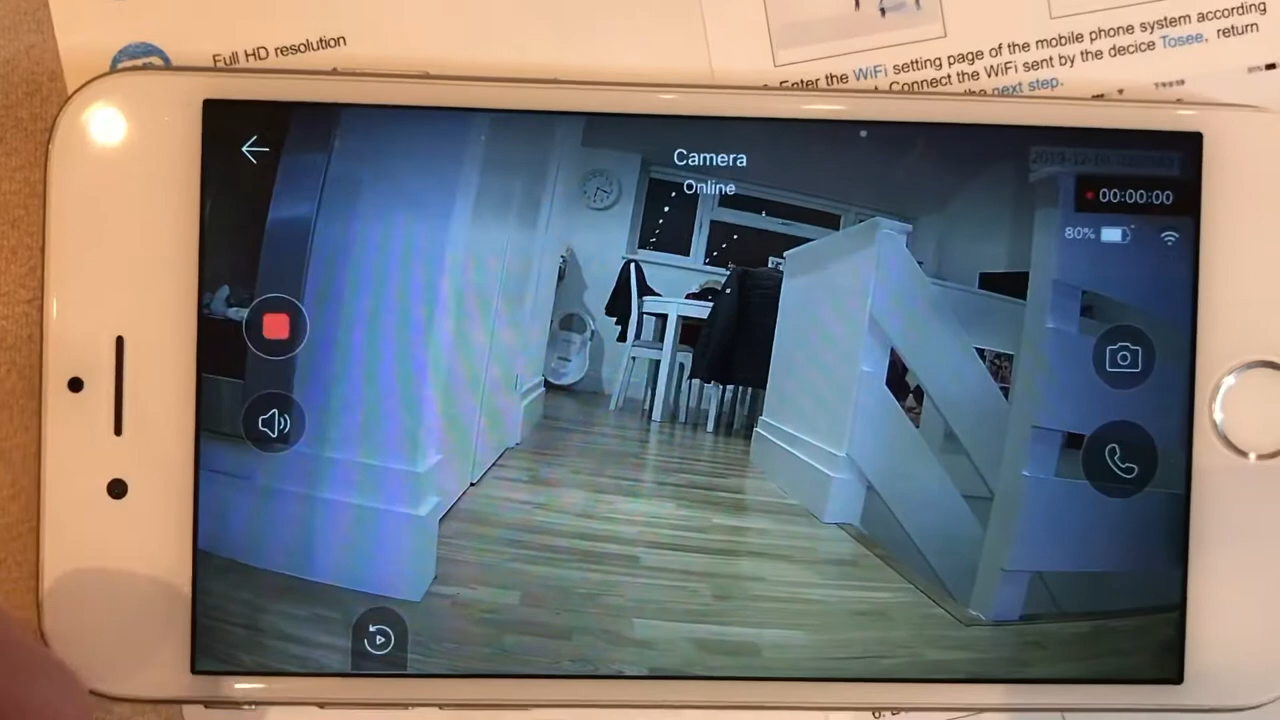 Full HD resolution
Enter the WiFi setting page of the mobile phone system according
Connect the WiFi sent by the decice Tosee, return
next step.
Camera
Online
00:00:00
80%